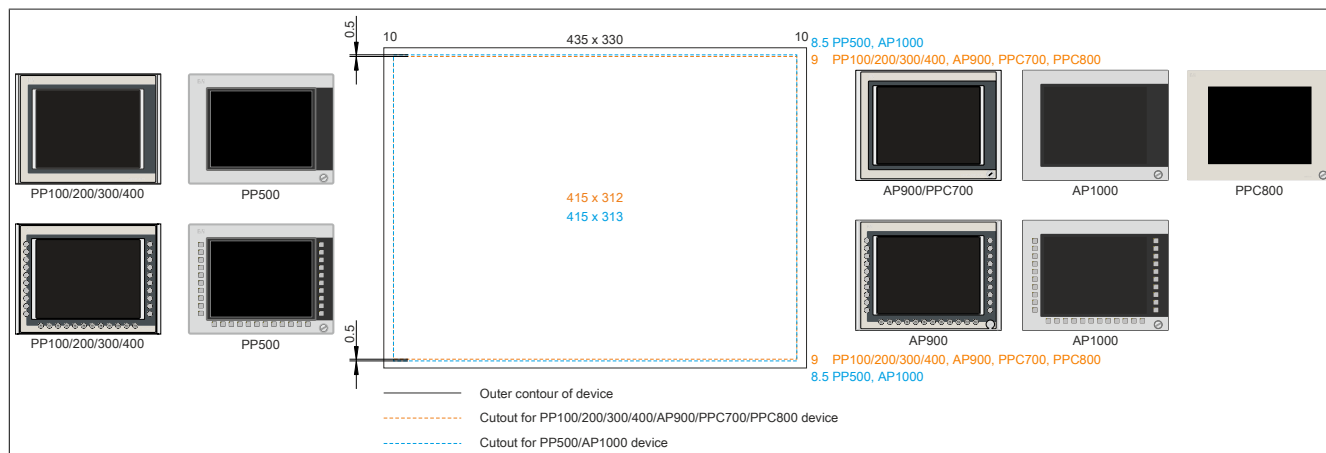 0.5
10
435 x 330
10
8.5 PP500, AP1000
9 PP100/200/300/400, AP900, PPC700, PPC800
PP100/200/300/400
PP500
415 x 312
415 x 313
AP900/PPC700
AP1000
PPC800
PP100/200/300/400
PP500
0.5
AP900
AP1000
9 PP100/200/300/400, AP900, PPC700, PPC800
8.5 PP500, AP1000
Outer contour of device
Cutout for PP100/200/300/400/AP900/PPC700/PPC800 device
Cutout for PP500/AP1000 device